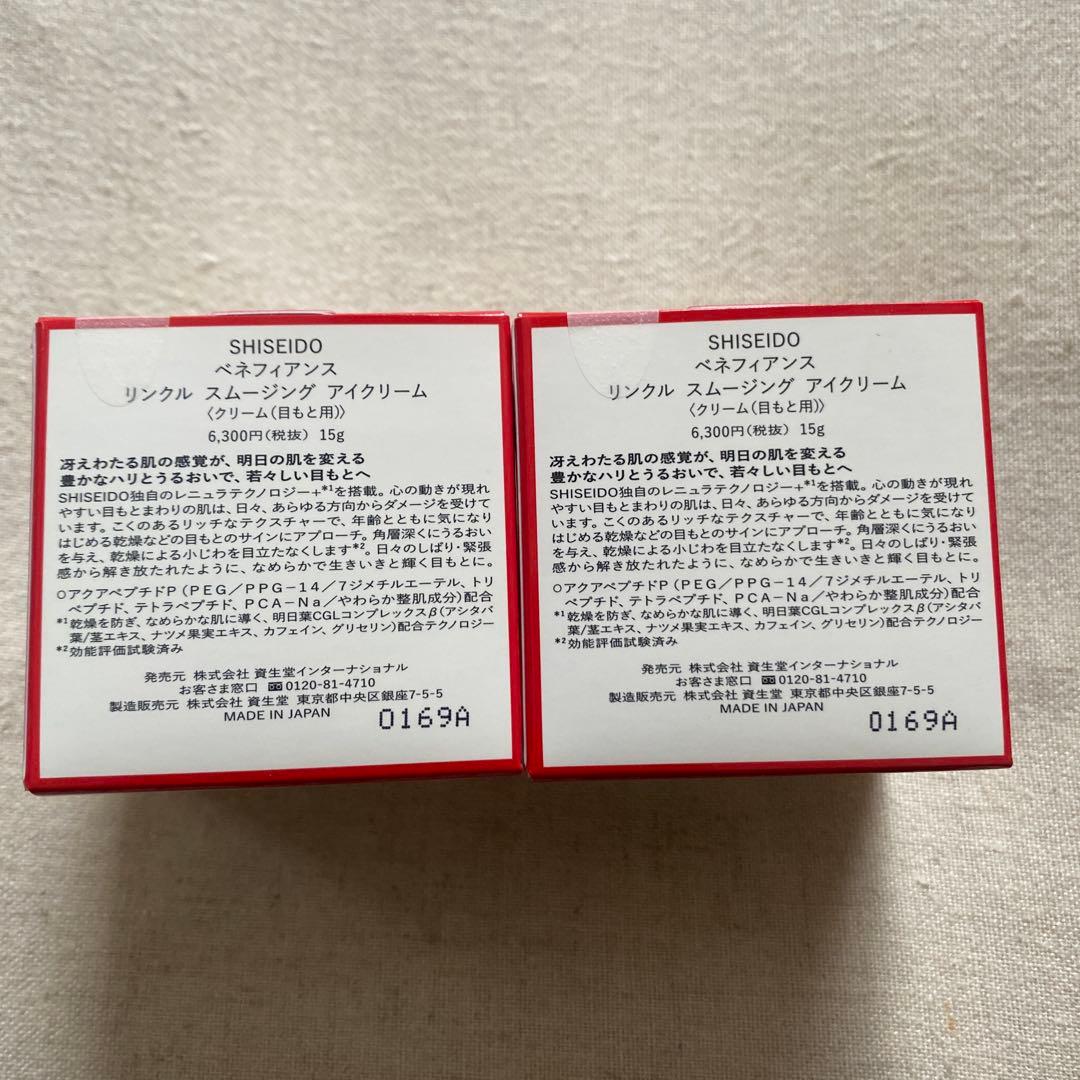 SHISEIDO
ベネフィアンス
リンクル スムージング アイクリーム
〈クリーム(目もと用)〉
6,300円(税抜) 15g
冴えわたる肌の感覚が、明日の肌を変える
豊かなハリとうるおいで、若々しい目もとへ
SHISEIDO独自のレニュラテクノロジー+*1を搭載。心の動きが現れ
やすい目もとまわりの肌は、日々、あらゆる方向からダメージを受けて
います。こくのあるリッチなテクスチャーで、年齢とともに気になり
はじめる乾燥などの目もとのサインにアプローチ。角層深くにうるおい
を与え、乾燥による小じわを目立たなくします*2。日々のしばり・緊張
感から解き放たれたように、なめらかで生きいきと輝く目もとに。
○アクアペプチドP(PEG/PPG-14/7ジメチルエーテル、トリ
ペプチド、テトラペプチド、PCA-Na/やわらか整肌成分)配合
*1乾燥を防ぎ、なめらかな肌に導く、明日葉CGLコンプレックスβ(アシタバ
葉/茎エキス、ナツメ果実エキス、カフェイン、グリセリン)配合テクノロジー
*2効能評価試験済み
発売元 株式会社 資生堂インターナショナル
お客さま窓口 0120-81-4710
製造販売元 株式会社 資生堂 東京都中央区銀座7-5-5
MADE IN JAPAN 0169A
SHISEIDO
ベネフィアンス
リンクル スムージング アイクリーム
〈クリーム(目もと用)〉
6,300円(税抜) 15g
冴えわたる肌の感覚が、明日の肌を変える
豊かなハリとうるおいで、若々しい目もとへ
SHISEIDO独自のレニュラテクノロジー+*1を搭載。心の動きが現れ
やすい目もとまわりの肌は、日々、あらゆる方向からダメージを受けて
います。こくのあるリッチなテクスチャーで、年齢とともに気になり
はじめる乾燥などの目もとのサインにアプローチ。角層深くにうるおい
を与え、乾燥による小じわを目立たなくします*2。日々のしばり・緊張
感から解き放たれたように、なめらかで生きいきと輝く目もとに。
○アクアペプチドP(PEG/PPG-14/7ジメチルエーテル、トリ
ペプチド、テトラペプチド、PCA-Na/やわらか整肌成分)配合
*1乾燥を防ぎ、なめらかな肌に導く、明日葉CGLコンプレックスβ(アシタバ
葉/茎エキス、ナツメ果実エキス、カフェイン、グリセリン)配合テクノロジー
*2効能評価試験済み
発売元 株式会社 資生堂インターナショナル
お客さま窓口 0120-81-4710
製造販売元 株式会社 資生堂 東京都中央区銀座7-5-5
MADE IN JAPAN 0169A